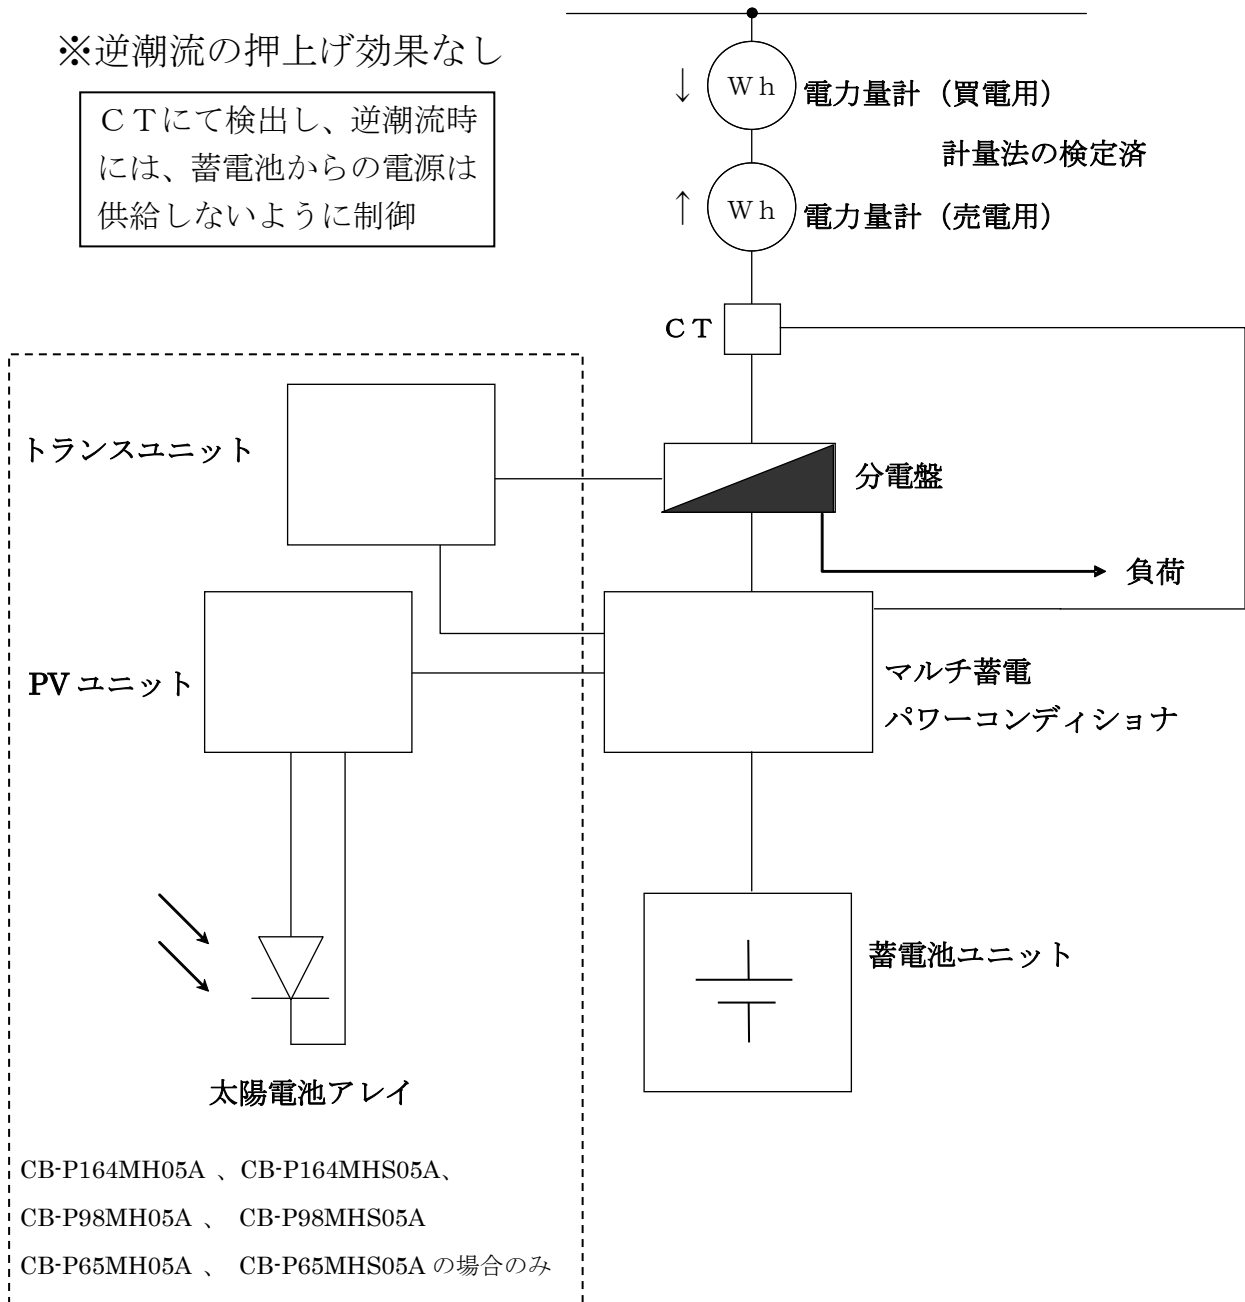 ※逆潮流の押上げ効果なし
ＣＴにて検出し、逆潮流時
には、蓄電池からの電源は
供給しないように制御
↓ Ｗｈ 電力量計（買電用）
計量法の検定済
↑ Ｗｈ 電力量計（売電用）
ＣＴ
トランスユニット
分電盤
負荷
PV ユニット
マルチ蓄電
パワーコンディショナ
蓄電池ユニット
太陽電池アレイ
CB-P164MH05A 、CB-P164MHS05A、
CB-P98MH05A 、 CB-P98MHS05A
CB-P65MH05A 、 CB-P65MHS05A の場合のみ